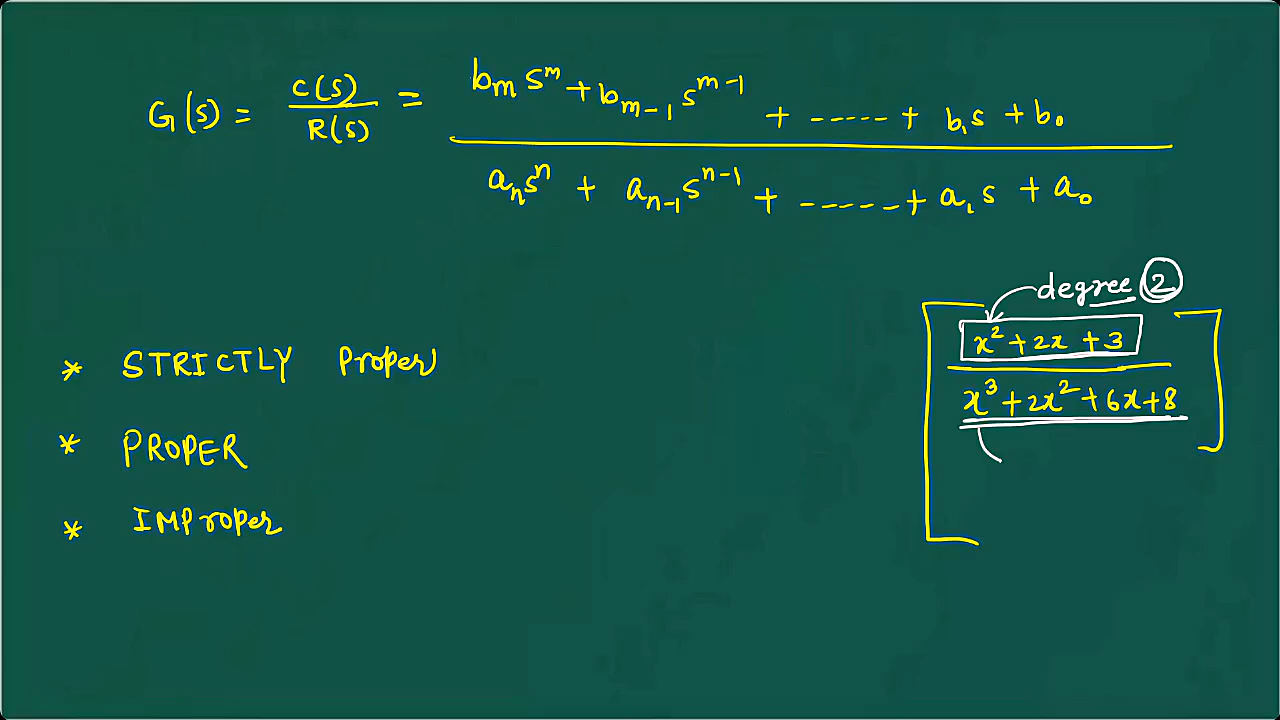 G(s) = C(s)/R(s) = (bₘsᵐ + bₘ₋₁sᵐ⁻¹ + ----- + b₁s + b₀)/(aₙsⁿ + aₙ₋₁sⁿ⁻¹ + ----- + a₁s + a₀)
degree 2
x² + 2x + 3
x³ + 2x² + 6x + 8
* STRICTLY Proper
* PROPER
* IMProper